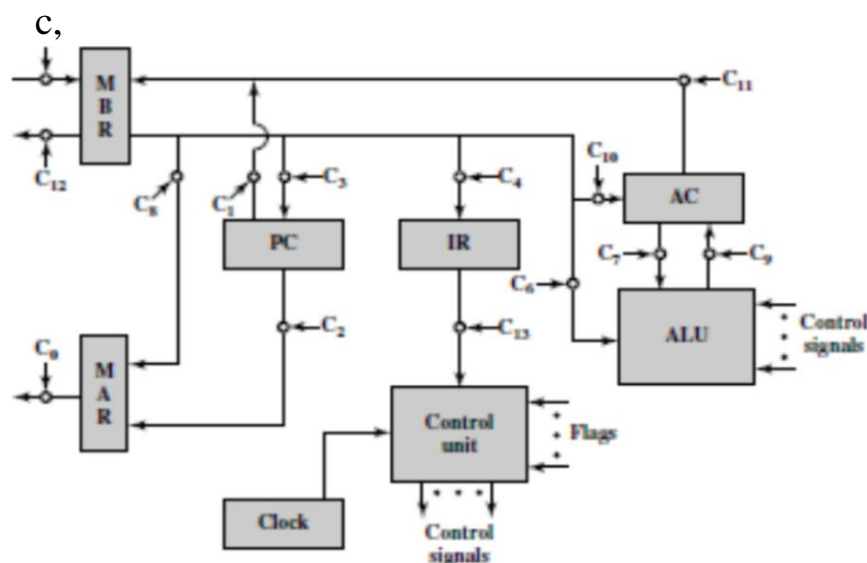 c,
M
B
R
C₁₁
C₁₂
C₈
C₁
C₃
C₄
C₁₀
AC
PC
IR
C₇
C₉
C₆
ALU
Control
signals
C₂
C₁₃
C₀
M
A
R
Control
unit
Flags
Clock
Control
signals